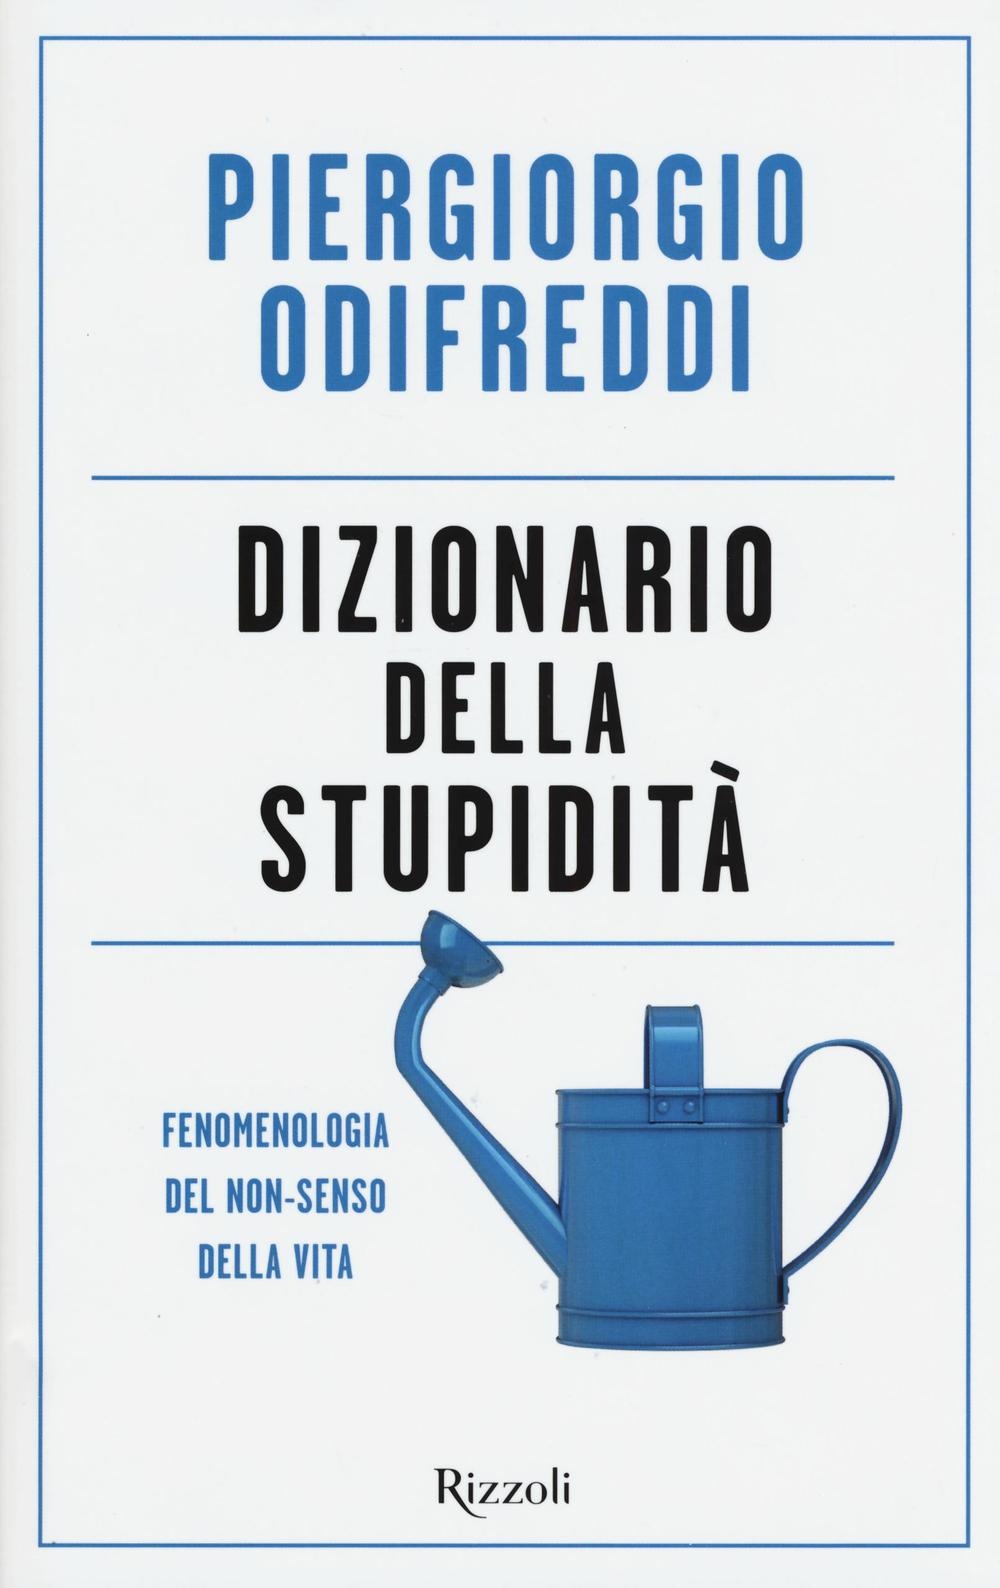 PIERGIORGIO
ODIFREDDI
DIZIONARIO
DELLA
STUPIDITÀ
FENOMENOLOGIA
DEL NON-SENSO
DELLA VITA
Rizzoli